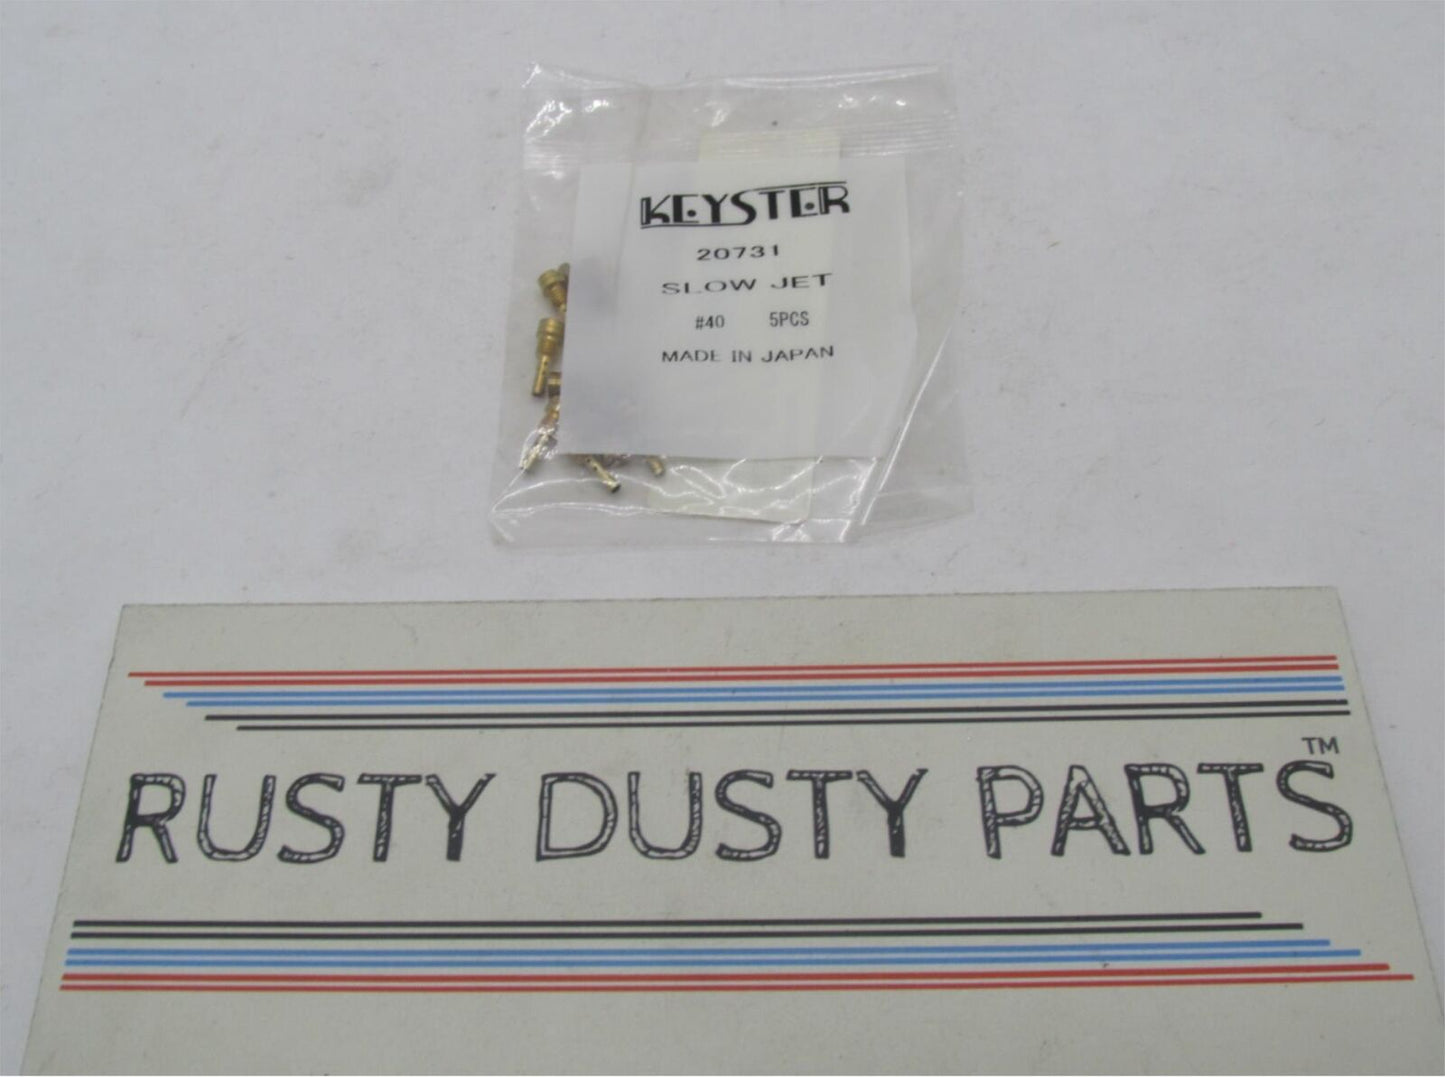 KEYSTER
20731
SLOW JET
#40 5PCS
MADE IN JAPAN
RUSTY DUSTY PARTS™